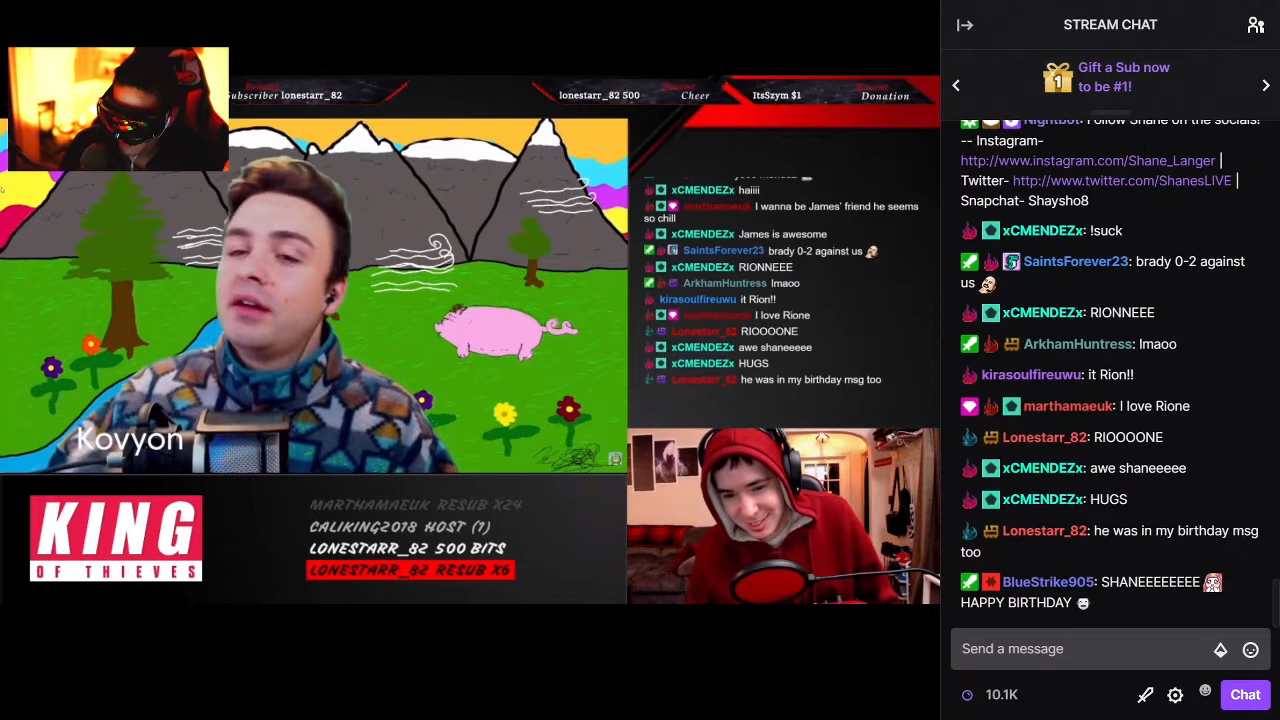 STREAM CHAT
Gift a Sub now
to be #1!
1
Subscriber lonestarr_82
lonestarr_82 500
Cheer
ItsSzym $1
Donation
xCMENDEZx haiiii
marthamaeuk I wanna be James' friend he seems
so chill
xCMENDEZx James is awesome
SaintsForever23 brady 0-2 against us
xCMENDEZx RIONNEEE
ArkhamHuntress lmaoo
kirasoulfireuwu it Rion!!
marthamaeuk I love Rione
Lonestarr_82 RIOOOONE
xCMENDEZx awe shaneeeee
xCMENDEZx HUGS
Lonestarr_82 he was in my birthday msg too
Kovyon
KING
OF THIEVES
MARTHAMAEUK RESUB X24
CALIKING2018 HOST (1)
LONESTARR_82 500 BITS
LONESTARR_82 RESUB X6
Nightbot: Follow Shane on the socials!
-- Instagram-
http://www.instagram.com/Shane_Langer |
Twitter- http://www.twitter.com/ShanesLIVE |
Snapchat- Shaysho8
xCMENDEZx: !suck
SaintsForever23: brady 0-2 against
us
xCMENDEZx: RIONNEEE
ArkhamHuntress: lmaoo
kirasoulfireuwu: it Rion!!
marthamaeuk: I love Rione
Lonestarr_82: RIOOOONE
xCMENDEZx: awe shaneeeee
xCMENDEZx: HUGS
Lonestarr_82: he was in my birthday msg
too
BlueStrike905: SHANEEEEEEEE
HAPPY BIRTHDAY
Send a message
10.1K
Chat